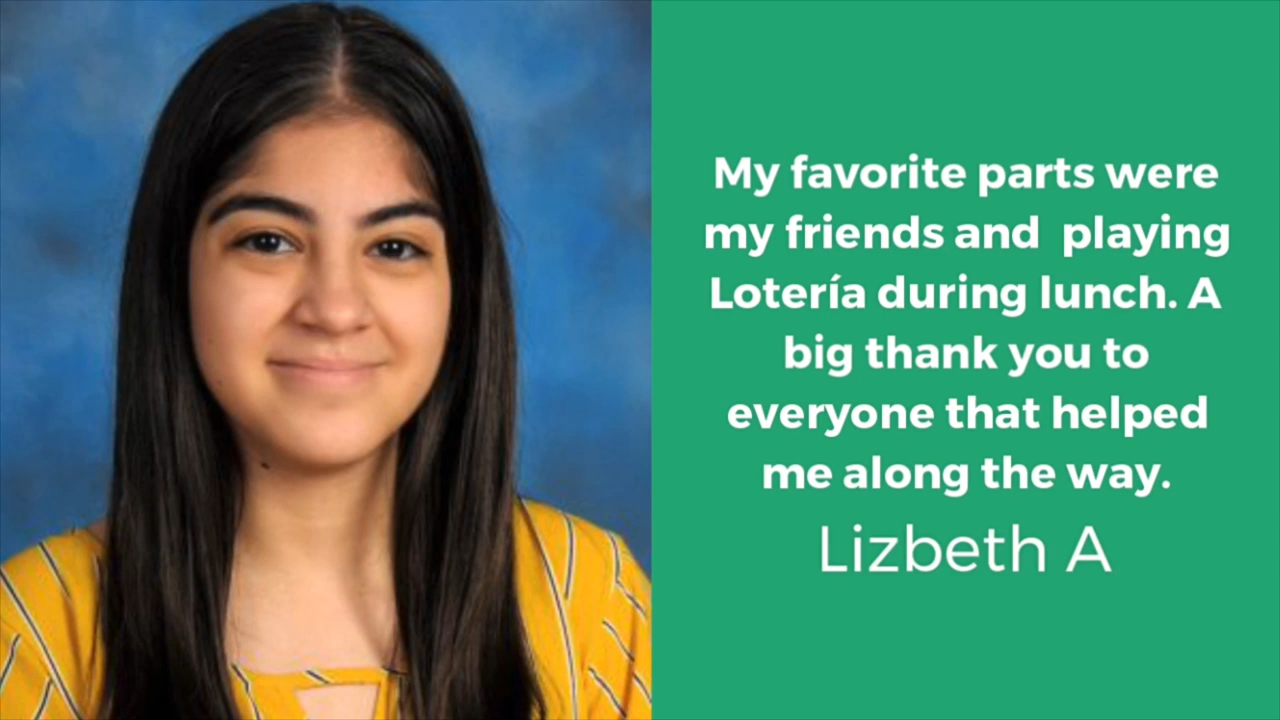 My favorite parts were
my friends and  playing
Lotería during lunch. A
big thank you to
everyone that helped
me along the way.
Lizbeth A